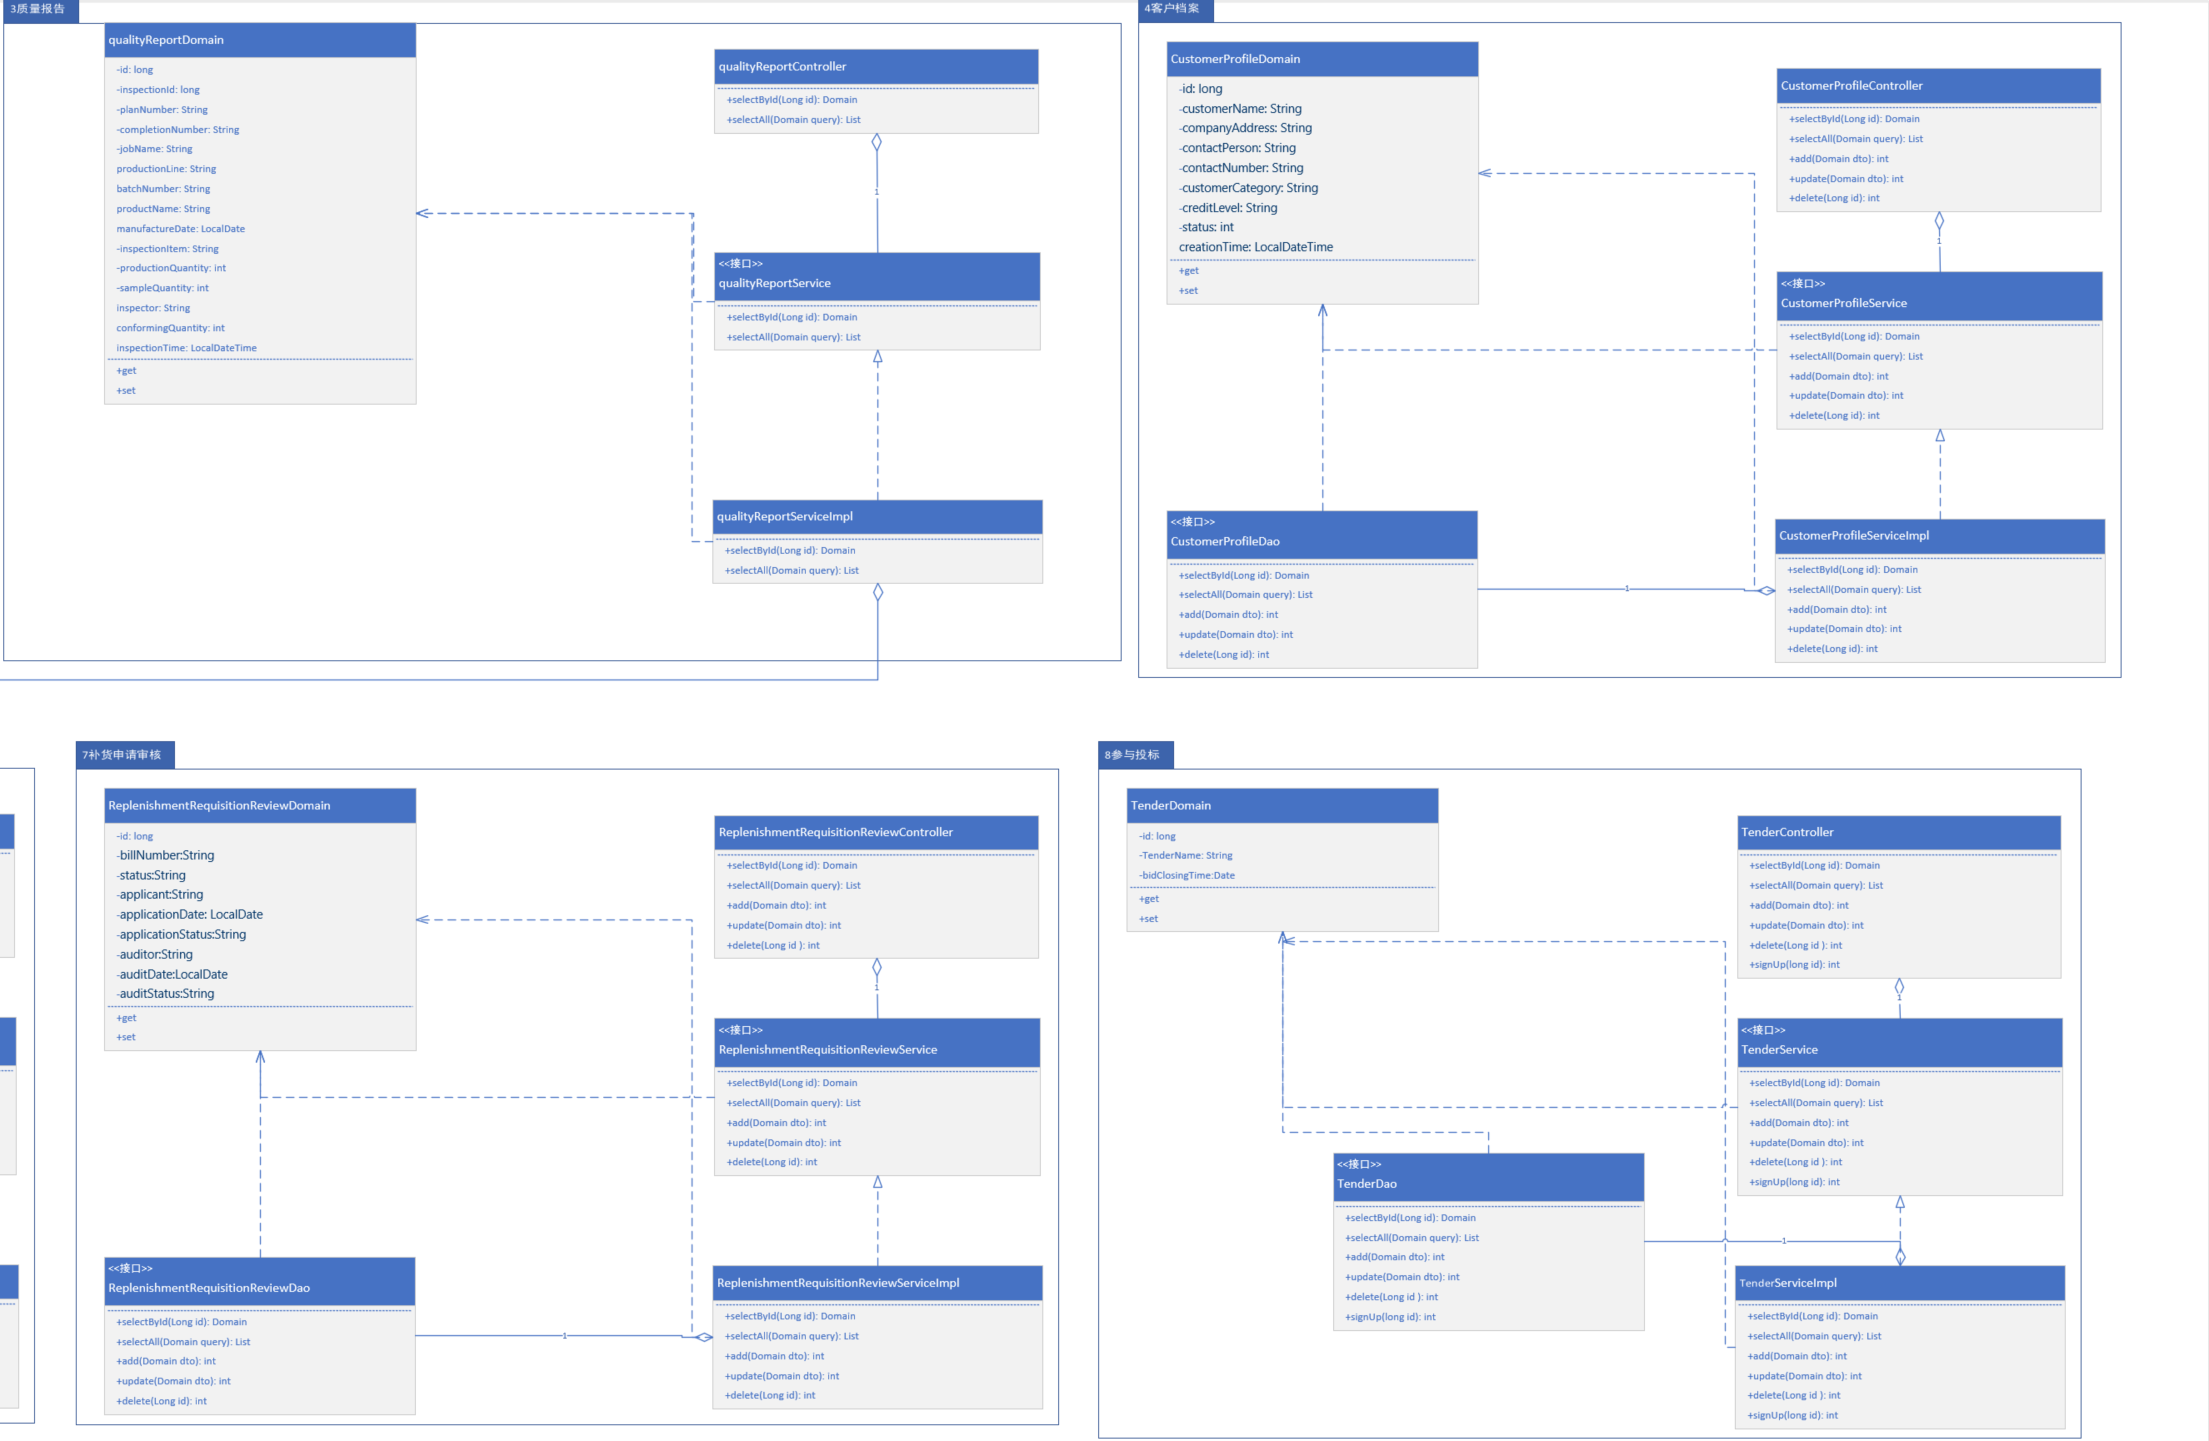 3质量报告
qualityReportDomain
-id: long
-inspectionId: long
-planNumber: String
-completionNumber: String
-jobName: String
productionLine: String
batchNumber: String
productName: String
manufactureDate: LocalDate
-inspectionItem: String
-productionQuantity: int
-sampleQuantity: int
inspector: String
conformingQuantity: int
inspectionTime: LocalDateTime
+get
+set
qualityReportController
+selectById(Long id): Domain
+selectAll(Domain query): List
1
<<接口>>
qualityReportService
+selectById(Long id): Domain
+selectAll(Domain query): List
qualityReportServiceImpl
+selectById(Long id): Domain
+selectAll(Domain query): List
4客户档案
CustomerProfileDomain
-id: long
-customerName: String
-companyAddress: String
-contactPerson: String
-contactNumber: String
-customerCategory: String
-creditLevel: String
-status: int
creationTime: LocalDateTime
+get
+set
CustomerProfileController
+selectById(Long id): Domain
+selectAll(Domain query): List
+add(Domain dto): int
+update(Domain dto): int
+delete(Long id): int
1
<<接口>>
CustomerProfileService
+selectById(Long id): Domain
+selectAll(Domain query): List
+add(Domain dto): int
+update(Domain dto): int
+delete(Long id): int
<<接口>>
CustomerProfileDao
+selectById(Long id): Domain
+selectAll(Domain query): List
+add(Domain dto): int
+update(Domain dto): int
+delete(Long id): int
1
CustomerProfileServiceImpl
+selectById(Long id): Domain
+selectAll(Domain query): List
+add(Domain dto): int
+update(Domain dto): int
+delete(Long id): int
7补货申请审核
ReplenishmentRequisitionReviewDomain
-id: long
-billNumber:String
-status:String
-applicant:String
-applicationDate: LocalDate
-applicationStatus:String
-auditor:String
-auditDate:LocalDate
-auditStatus:String
+get
+set
ReplenishmentRequisitionReviewController
+selectById(Long id): Domain
+selectAll(Domain query): List
+add(Domain dto): int
+update(Domain dto): int
+delete(Long id ): int
1
<<接口>>
ReplenishmentRequisitionReviewService
+selectById(Long id): Domain
+selectAll(Domain query): List
+add(Domain dto): int
+update(Domain dto): int
+delete(Long id): int
<<接口>>
ReplenishmentRequisitionReviewDao
+selectById(Long id): Domain
+selectAll(Domain query): List
+add(Domain dto): int
+update(Domain dto): int
+delete(Long id): int
1
ReplenishmentRequisitionReviewServiceImpl
+selectById(Long id): Domain
+selectAll(Domain query): List
+add(Domain dto): int
+update(Domain dto): int
+delete(Long id): int
8参与投标
TenderDomain
-id: long
-TenderName: String
-bidClosingTime:Date
+get
+set
TenderController
+selectById(Long id): Domain
+selectAll(Domain query): List
+add(Domain dto): int
+update(Domain dto): int
+delete(Long id ): int
+signUp(long id): int
1
<<接口>>
TenderService
+selectById(Long id): Domain
+selectAll(Domain query): List
+add(Domain dto): int
+update(Domain dto): int
+delete(Long id ): int
+signUp(long id): int
<<接口>>
TenderDao
+selectById(Long id): Domain
+selectAll(Domain query): List
+add(Domain dto): int
+update(Domain dto): int
+delete(Long id ): int
+signUp(long id): int
1
TenderServiceImpl
+selectById(Long id): Domain
+selectAll(Domain query): List
+add(Domain dto): int
+update(Domain dto): int
+delete(Long id ): int
+signUp(long id): int